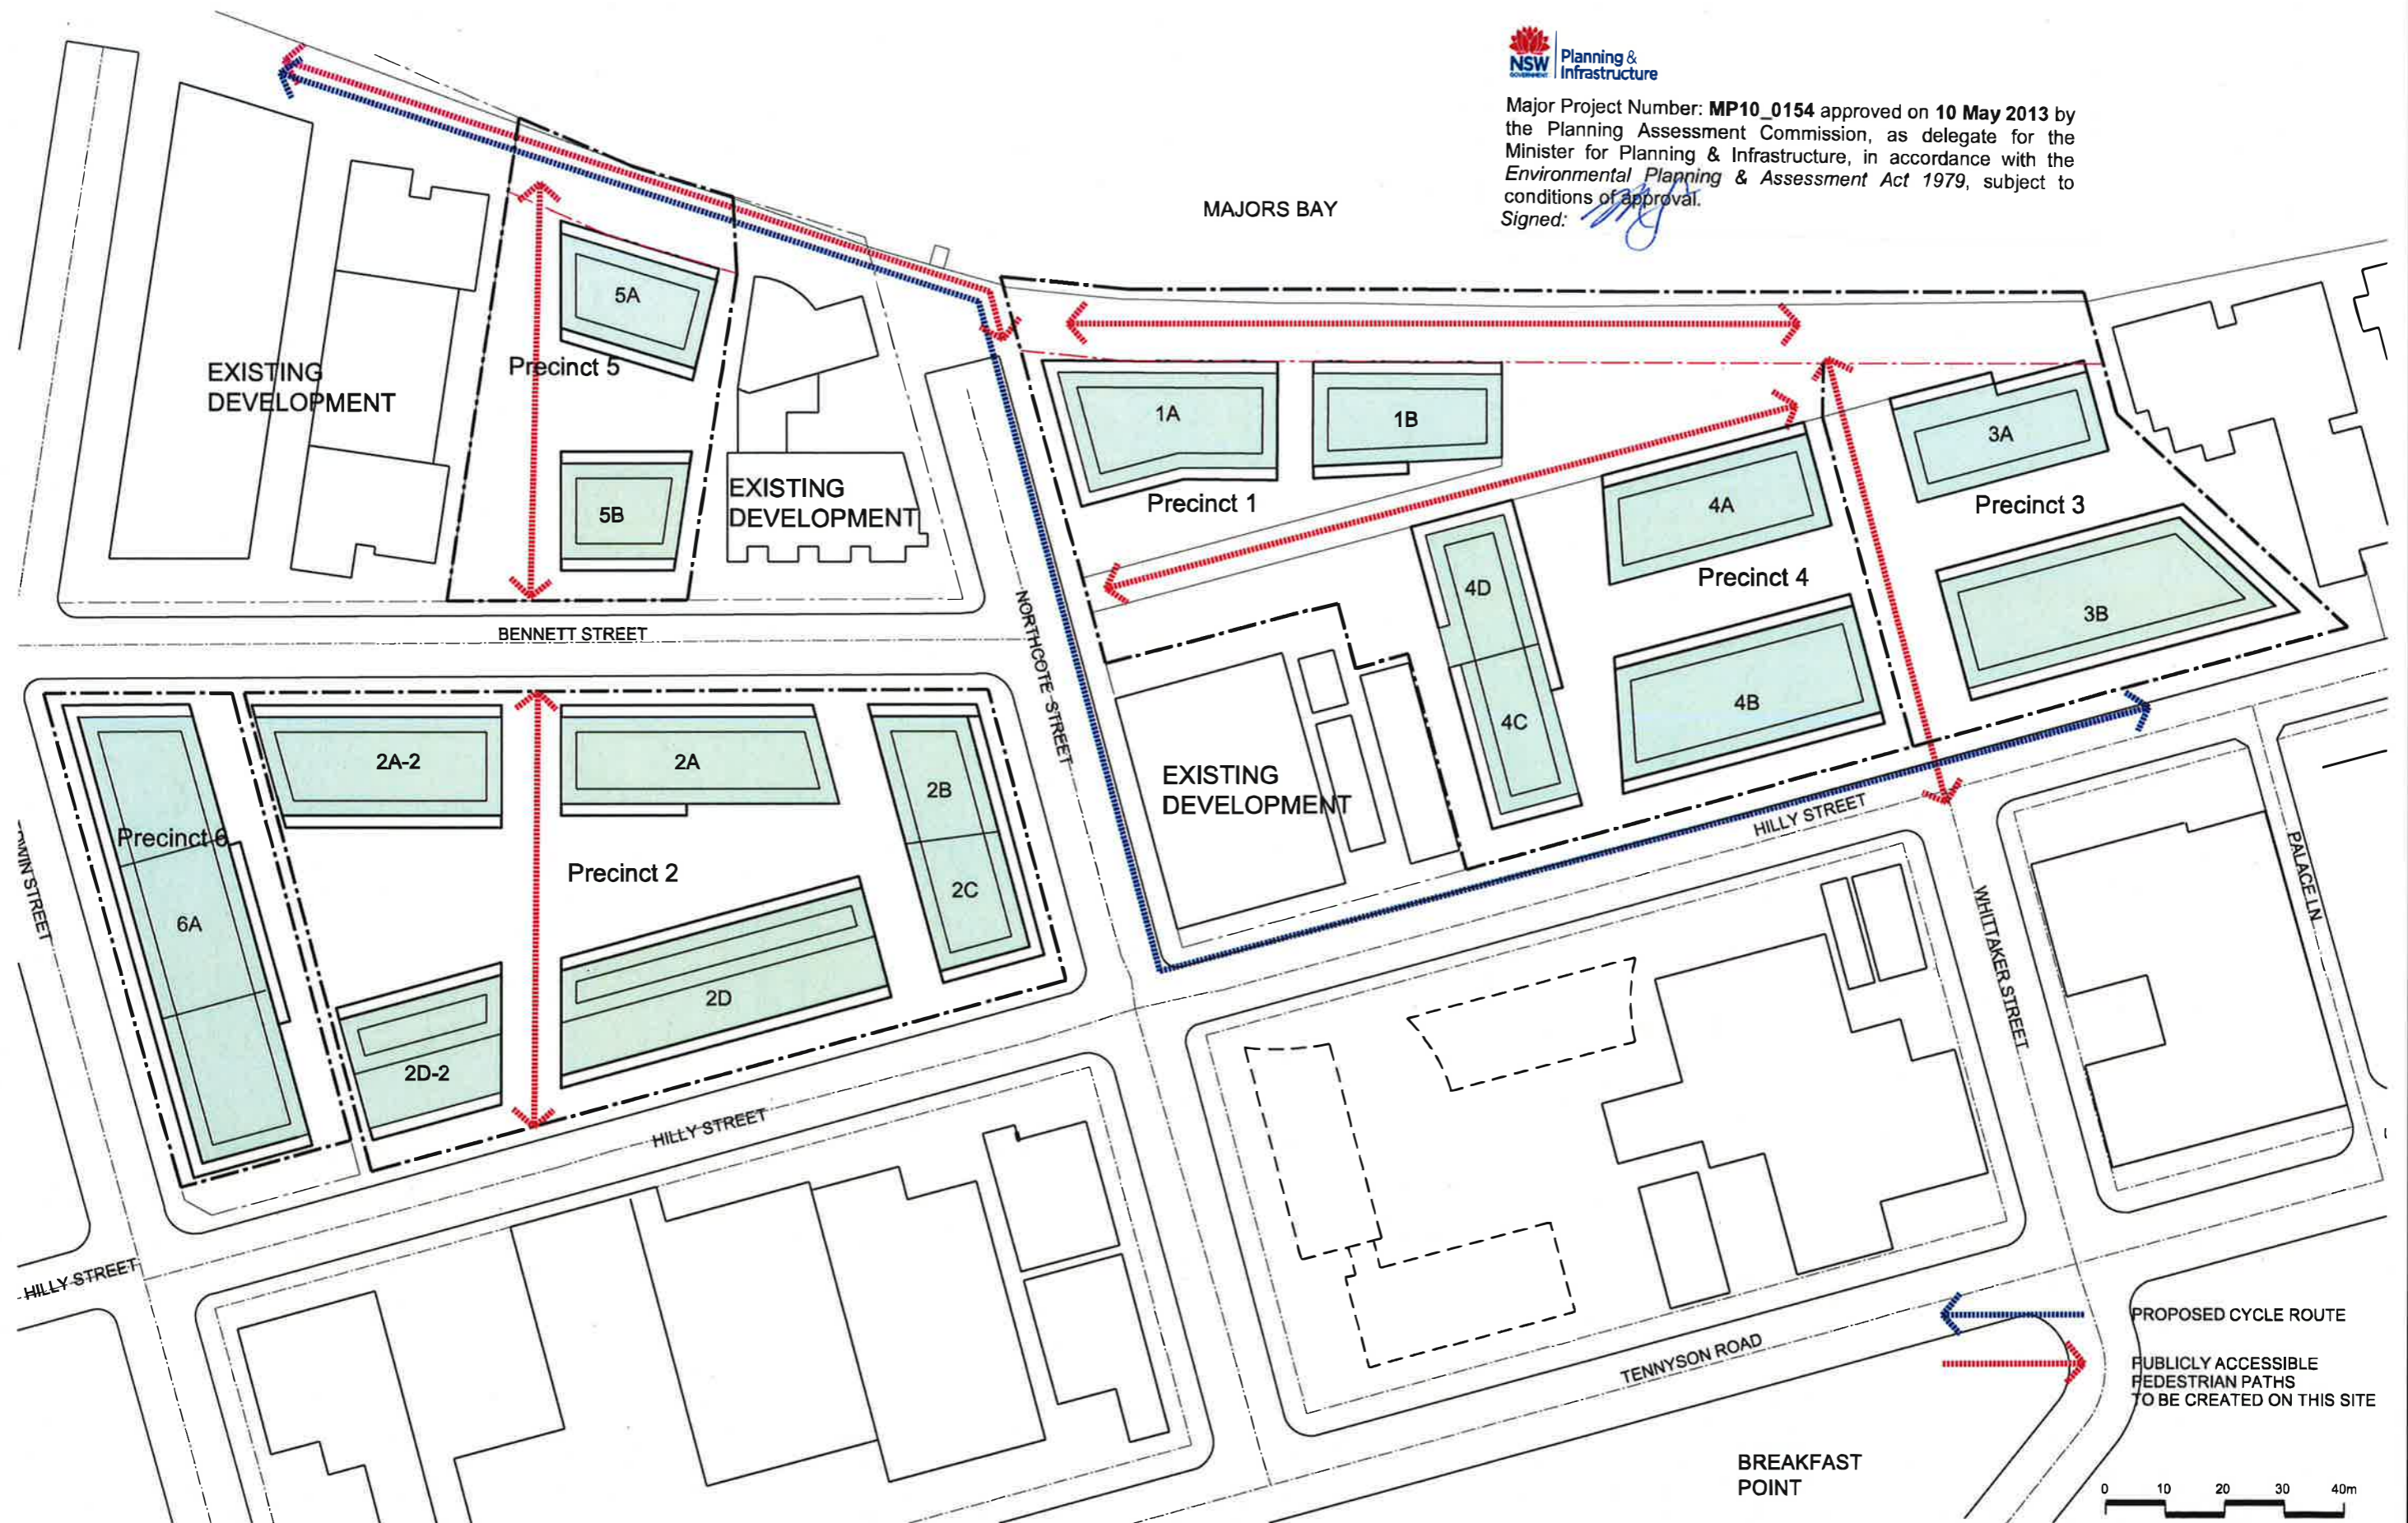 NSW
GOVERNMENT
Planning &
Infrastructure
Major Project Number: MP10_0154 approved on 10 May 2013 by
the Planning Assessment Commission, as delegate for the
Minister for Planning & Infrastructure, in accordance with the
Environmental Planning & Assessment Act 1979, subject to
conditions of approval.
Signed:
MAJORS BAY
5A
EXISTING
DEVELOPMENT
Precinct 5
5B
EXISTING
DEVELOPMENT
1A
1B
Precinct 1
3A
Precinct 3
4A
Precinct 4
4D
3B
4B
4C
BENNETT STREET
NORTHCOTE STREET
EXISTING
DEVELOPMENT
2A-2
2A
2B
Precinct 6
Precinct 2
2C
6A
2D
2D-2
HILLY STREET
WHITTAKER STREET
PALACE LN
WIN STREET
HILLY STREET
HILLY STREET
TENNYSON ROAD
PROPOSED CYCLE ROUTE
PUBLICLY ACCESSIBLE
PEDESTRIAN PATHS
TO BE CREATED ON THIS SITE
BREAKFAST
POINT
0 10 20 30 40m